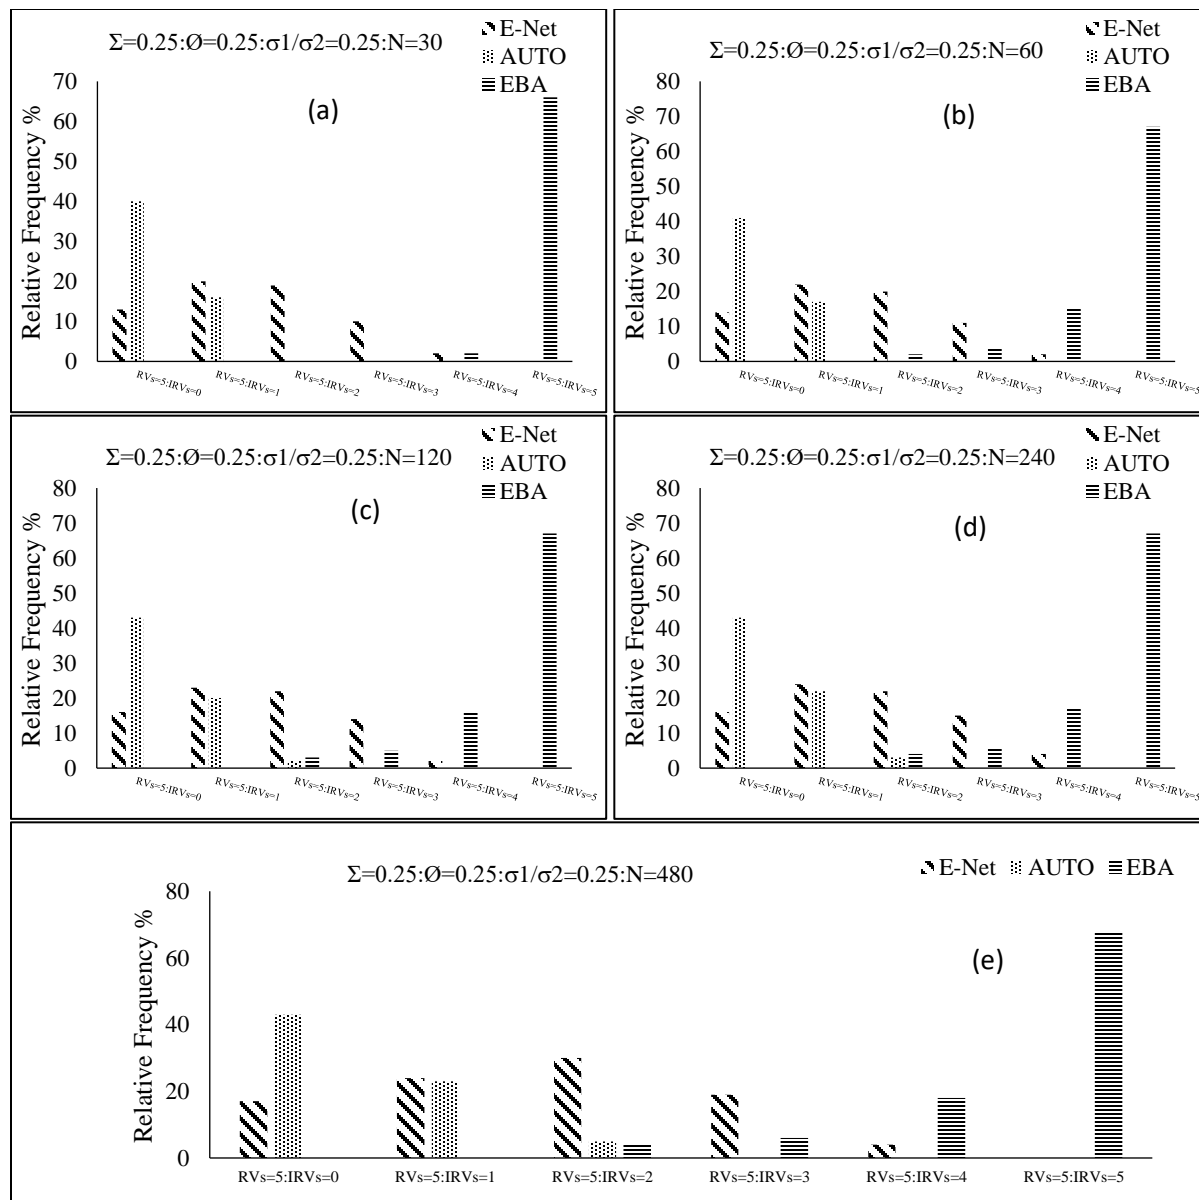 Σ=0.25:Ø=0.25:σ1/σ2=0.25:N=30
E-Net
AUTO
EBA
(a)
Relative Frequency %
70
60
50
40
30
20
10
0
RVs=5:IRVs=0
RVs=5:IRVs=1
RVs=5:IRVs=2
RVs=5:IRVs=3
RVs=5:IRVs=4
RVs=5:IRVs=5
Σ=0.25:Ø=0.25:σ1/σ2=0.25:N=60
E-Net
AUTO
EBA
(b)
Relative Frequency %
80
70
60
50
40
30
20
10
0
RVs=5:IRVs=0
RVs=5:IRVs=1
RVs=5:IRVs=2
RVs=5:IRVs=3
RVs=5:IRVs=4
RVs=5:IRVs=5
Σ=0.25:Ø=0.25:σ1/σ2=0.25:N=120
E-Net
AUTO
EBA
(c)
Relative Frequency %
80
70
60
50
40
30
20
10
0
RVs=5:IRVs=0
RVs=5:IRVs=1
RVs=5:IRVs=2
RVs=5:IRVs=3
RVs=5:IRVs=4
RVs=5:IRVs=5
Σ=0.25:Ø=0.25:σ1/σ2=0.25:N=240
E-Net
AUTO
EBA
(d)
Relative Frequency %
80
70
60
50
40
30
20
10
0
RVs=5:IRVs=0
RVs=5:IRVs=1
RVs=5:IRVs=2
RVs=5:IRVs=3
RVs=5:IRVs=4
RVs=5:IRVs=5
Σ=0.25:Ø=0.25:σ1/σ2=0.25:N=480
E-Net AUTO EBA
(e)
Relative Frequency %
80
60
40
20
0
RVs=5:IRVs=0 RVs=5:IRVs=1 RVs=5:IRVs=2 RVs=5:IRVs=3 RVs=5:IRVs=4 RVs=5:IRVs=5